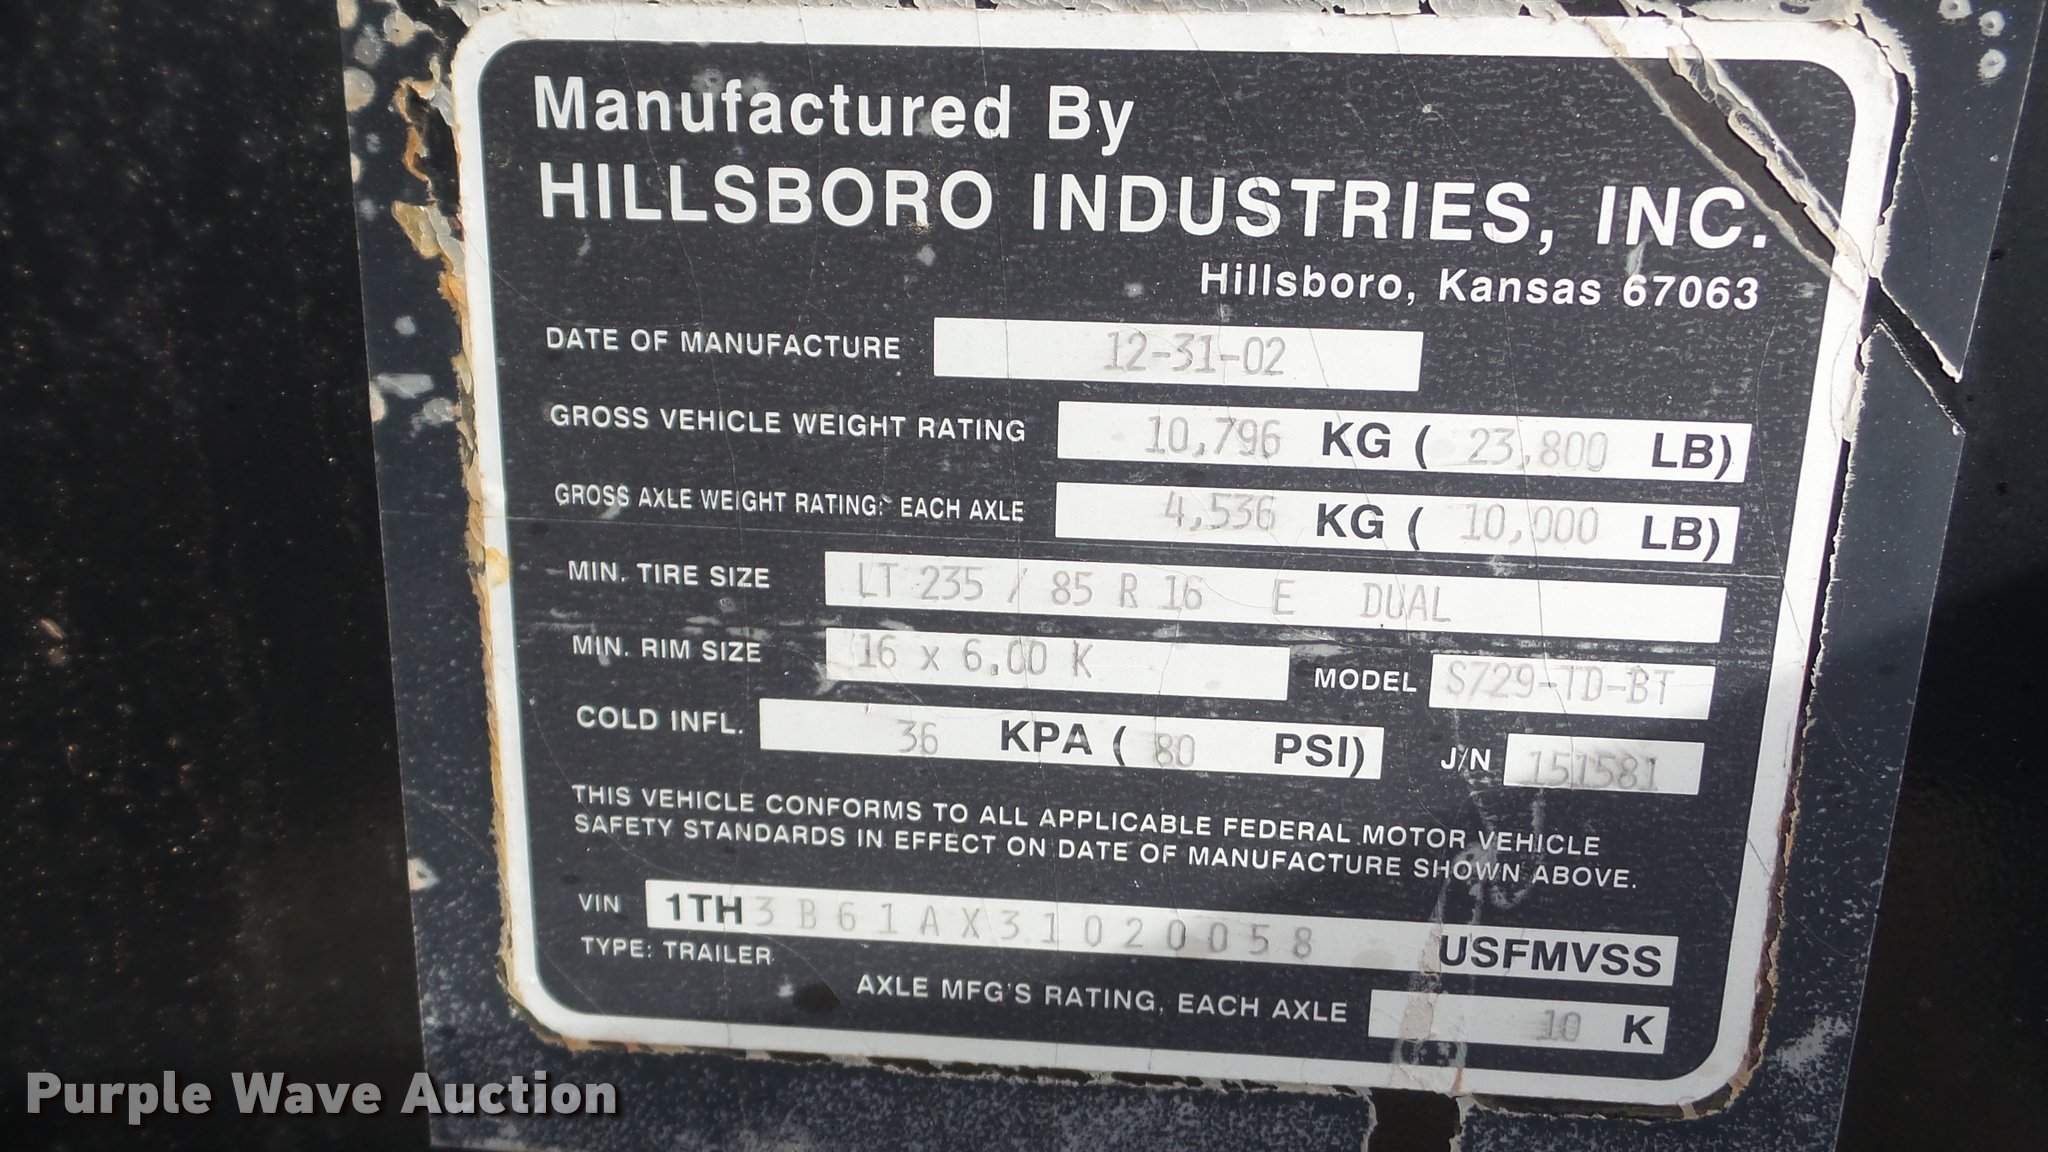 Manufactured By
HILLSBORO INDUSTRIES, INC.
Hillsboro, Kansas 67063
DATE OF MANUFACTURE 12-31-02
GROSS VEHICLE WEIGHT RATING 10,796 KG ( 23,800 LB)
GROSS AXLE WEIGHT RATING: EACH AXLE 4,536 KG ( 10,000 LB)
MIN. TIRE SIZE LT 235 / 85 R 16 E DUAL
MIN. RIM SIZE 16 x 6.00 K MODEL S729-TD-BT
COLD INFL. 36 KPA ( 80 PSI) J/N 151581
THIS VEHICLE CONFORMS TO ALL APPLICABLE FEDERAL MOTOR VEHICLE
SAFETY STANDARDS IN EFFECT ON DATE OF MANUFACTURE SHOWN ABOVE.
VIN 1TH3B61AX31020058 USFMVSS
TYPE: TRAILER
AXLE MFG'S RATING, EACH AXLE 10 K
Purple Wave Auction